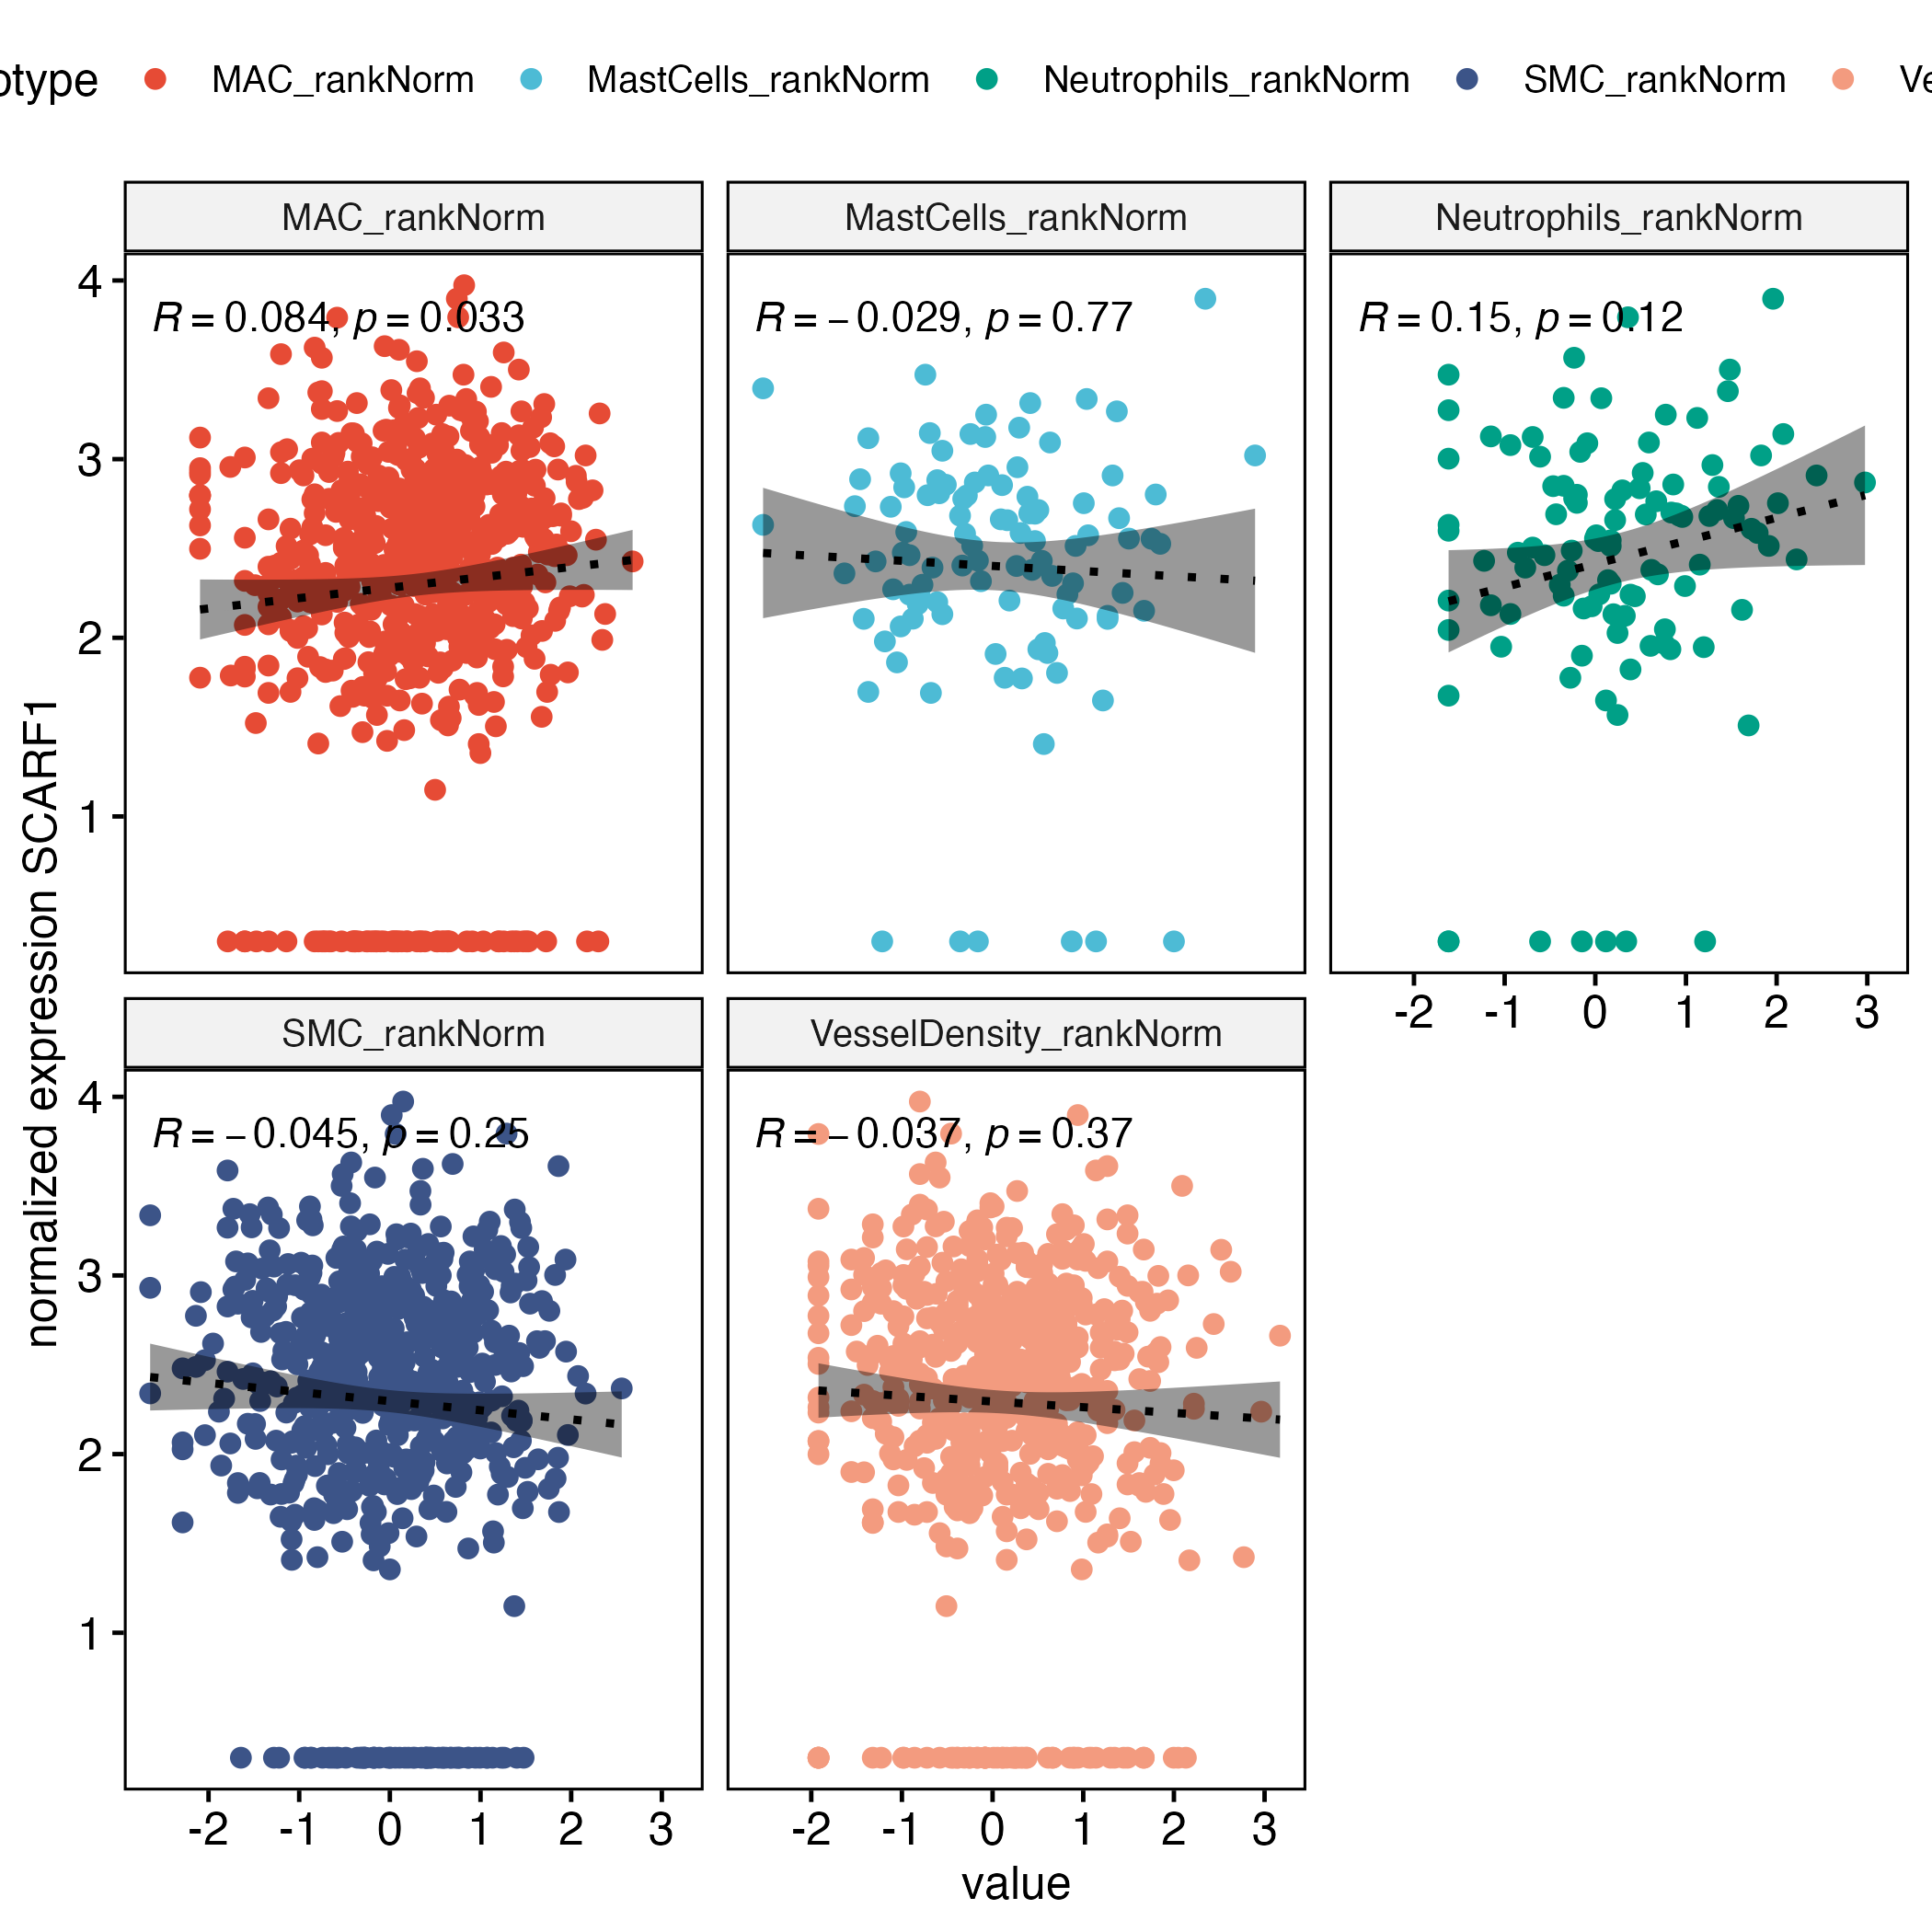 otype MAC_rankNorm MastCells_rankNorm Neutrophils_rankNorm SMC_rankNorm Ve
MAC_rankNorm MastCells_rankNorm Neutrophils_rankNorm
R = 0.084, p = 0.033 R = − 0.029, p = 0.77 R = 0.15, p = 0.12
4
3
2
1
-2 -1 0 1 2 3
SMC_rankNorm VesselDensity_rankNorm
R = − 0.045, p = 0.25 R = − 0.037, p = 0.37
4
3
2
1
-2 -1 0 1 2 3 -2 -1 0 1 2 3
value
normalized expression SCARF1